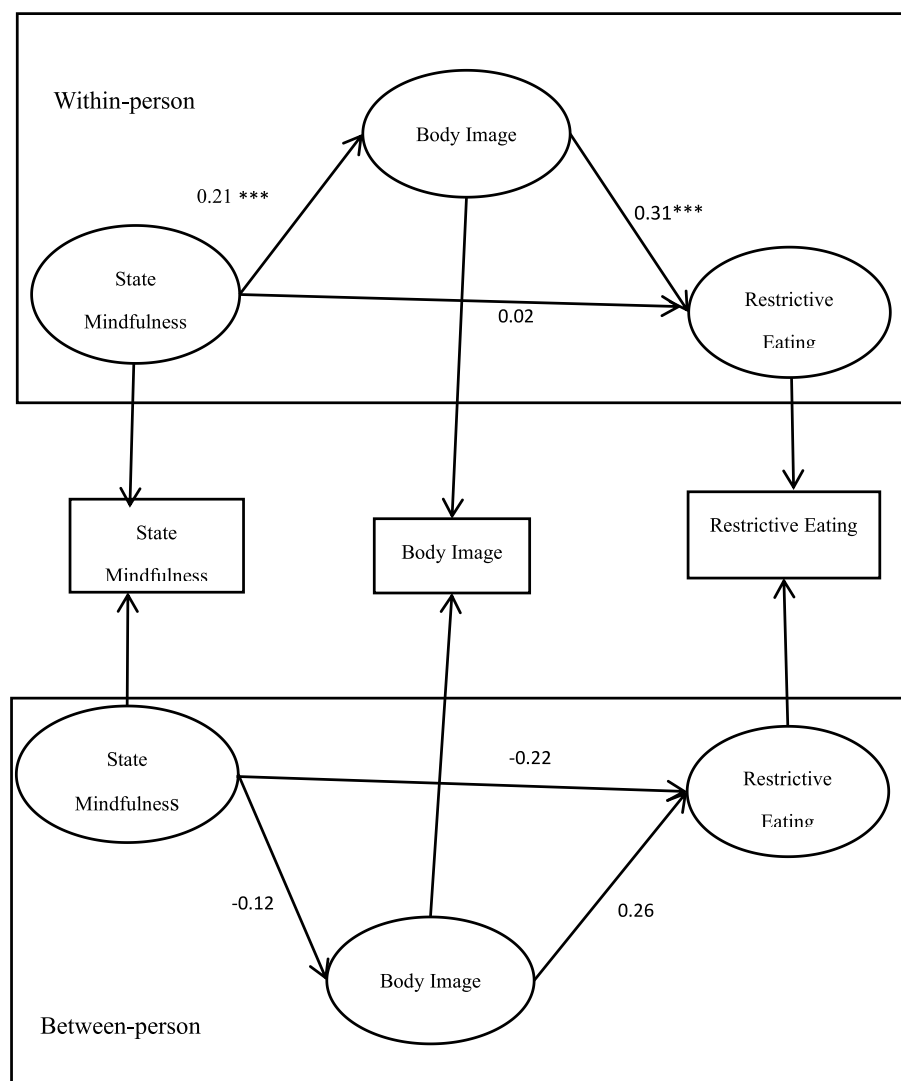 Within-person
Body Image
0.21 ***
0.31***
State
Mindfulness
0.02
Restrictive
Eating
State
Mindfulness
Body Image
Restrictive Eating
State
Mindfulness
-0.22
Restrictive
Eating
-0.12
0.26
Body Image
Between-person